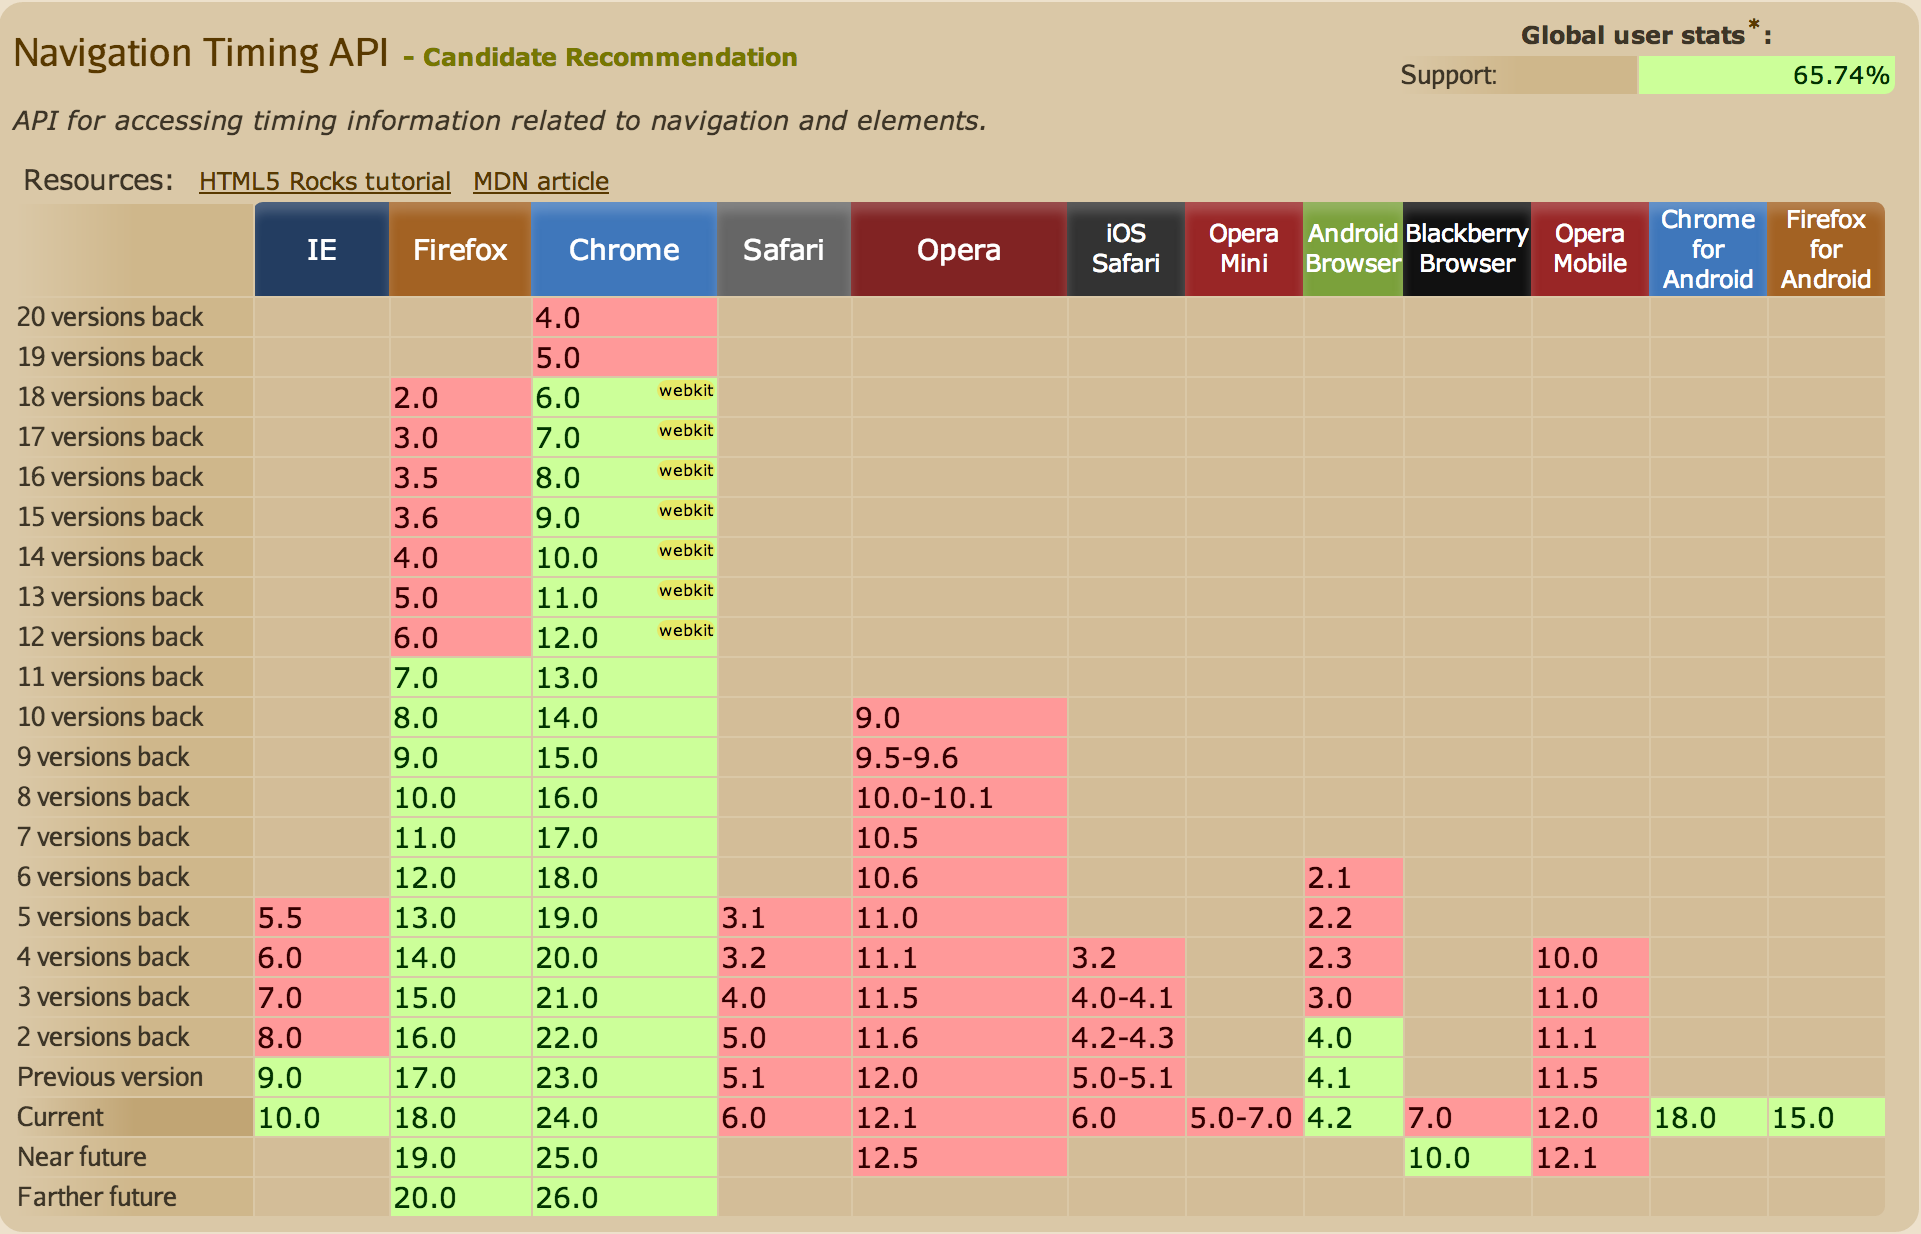 Navigation Timing API - Candidate Recommendation
Global user stats*:
Support: 65.74%
API for accessing timing information related to navigation and elements.
Resources: HTML5 Rocks tutorial MDN article
IE Firefox Chrome Safari Opera iOS Safari Opera Mini Android Browser Blackberry Browser Opera Mobile Chrome for Android Firefox for Android
20 versions back 4.0
19 versions back 5.0
18 versions back 2.0 6.0 webkit
17 versions back 3.0 7.0 webkit
16 versions back 3.5 8.0 webkit
15 versions back 3.6 9.0 webkit
14 versions back 4.0 10.0 webkit
13 versions back 5.0 11.0 webkit
12 versions back 6.0 12.0 webkit
11 versions back 7.0 13.0
10 versions back 8.0 14.0 9.0
9 versions back 9.0 15.0 9.5-9.6
8 versions back 10.0 16.0 10.0-10.1
7 versions back 11.0 17.0 10.5
6 versions back 12.0 18.0 10.6 2.1
5 versions back 5.5 13.0 19.0 3.1 11.0 2.2
4 versions back 6.0 14.0 20.0 3.2 11.1 3.2 2.3 10.0
3 versions back 7.0 15.0 21.0 4.0 11.5 4.0-4.1 3.0 11.0
2 versions back 8.0 16.0 22.0 5.0 11.6 4.2-4.3 4.0 11.1
Previous version 9.0 17.0 23.0 5.1 12.0 5.0-5.1 4.1 11.5
Current 10.0 18.0 24.0 6.0 12.1 6.0 5.0-7.0 4.2 7.0 12.0 18.0 15.0
Near future 19.0 25.0 12.5 10.0 12.1
Farther future 20.0 26.0